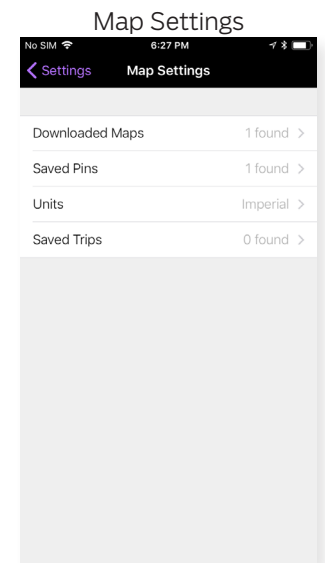 Map Settings
No SIM 6:27 PM
Settings Map Settings
Downloaded Maps 1 found
Saved Pins 1 found
Units Imperial
Saved Trips 0 found